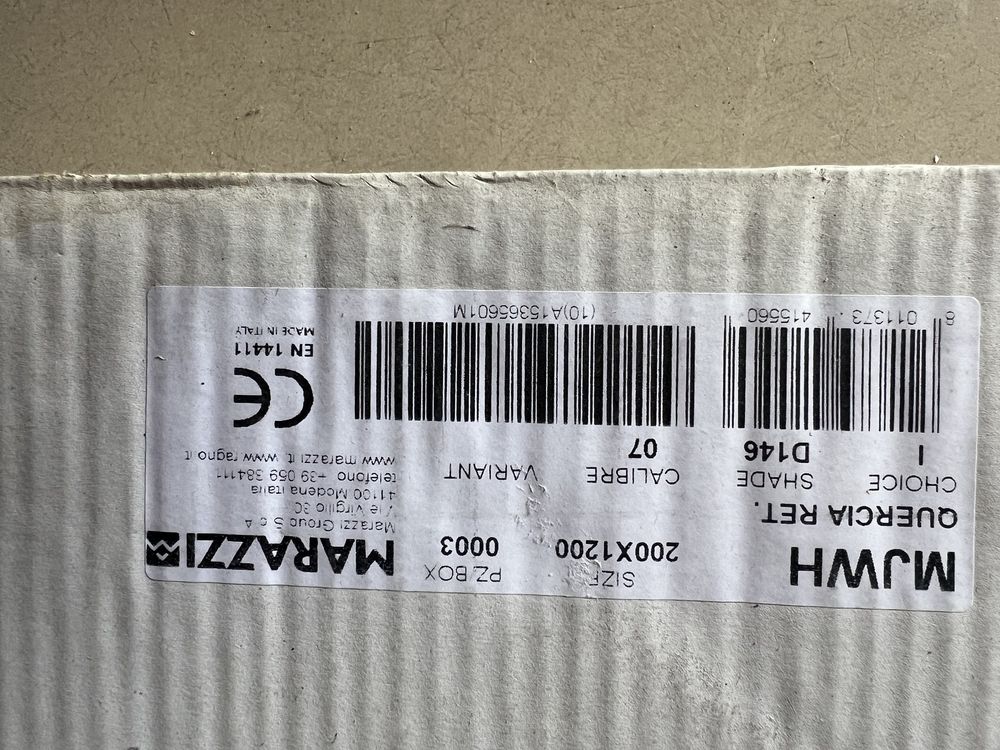 MJWH
QUERCIA RET.
CHOICE
I
SHADE
D146
SIZE
200X1200
CALIBRE
07
PZ/BOX
0003
VARIANT
MARAZZI
Marazzi Group S.c.A
V.le Virgilio 30
41100 Modena Italia
telefono +39 059 384111
www.marazzi.it www.ragno.it
CE
EN 14411
MADE IN ITALY
8 011373 415560
(10)A15365601M